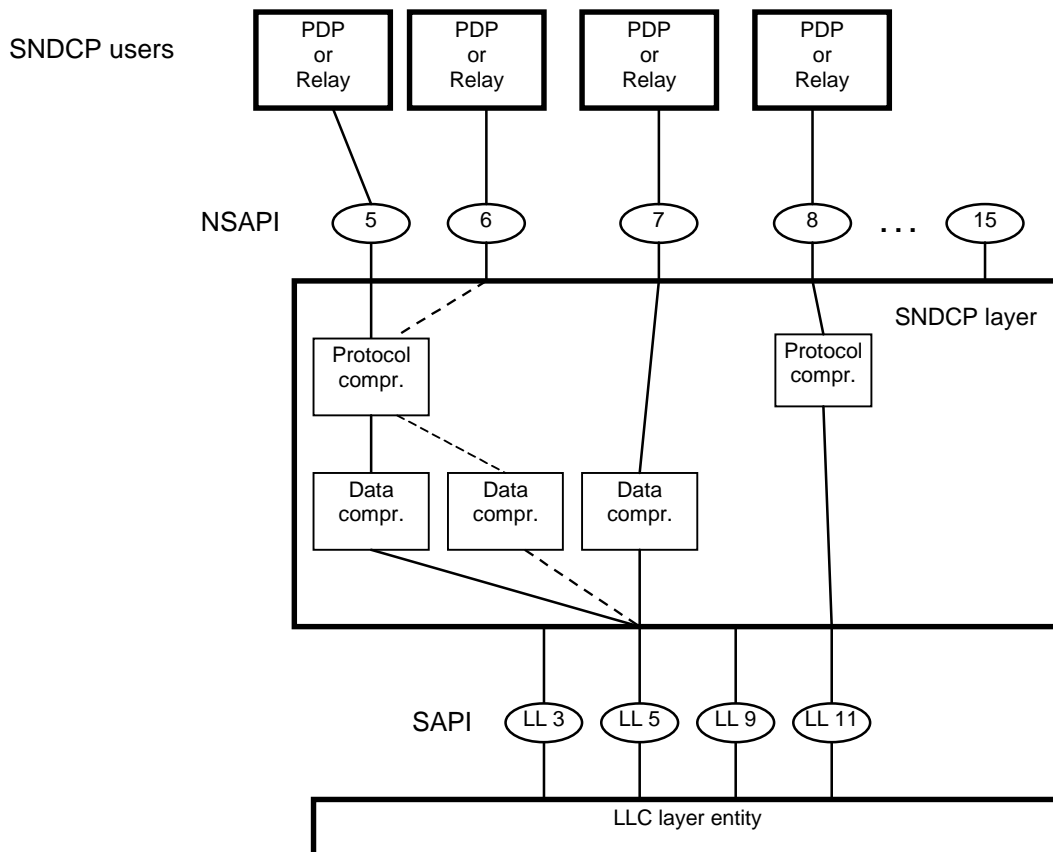 SNDCP users
PDP
or
Relay
PDP
or
Relay
PDP
or
Relay
PDP
or
Relay
NSAPI
5
6
7
8
. . .
15
SNDCP layer
Protocol
compr.
Protocol
compr.
Data
compr.
Data
compr.
Data
compr.
SAPI
LL 3
LL 5
LL 9
LL 11
LLC layer entity